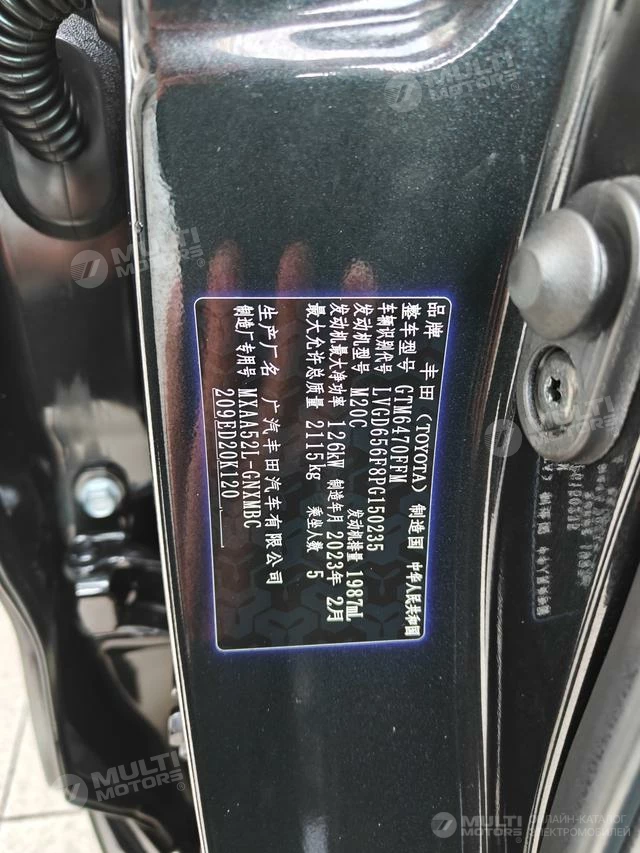 品牌 丰田（TOYOTA） 制造国 中华人民共和国
整车型号 GTM6470FFM
车辆识别代号 LVGD656F8PG150235
发动机型号 M20C 发动机排量 1987mL
发动机最大净功率 126kW 制造年月 2023年 2月
最大允许总质量 2115kg 乘坐人数 5
生产厂名 广汽丰田汽车有限公司
制造厂专用号 MXAA52L-GNXMBC
209ED20K120
MULTI MOTORS®
MULTI MOTORS®
MULTI MOTORS®
MULTI MOTORS®
MULTI MOTORS®
ОНЛАЙН-КАТАЛОГ
ЭЛЕКТРОМОБИЛЕЙ